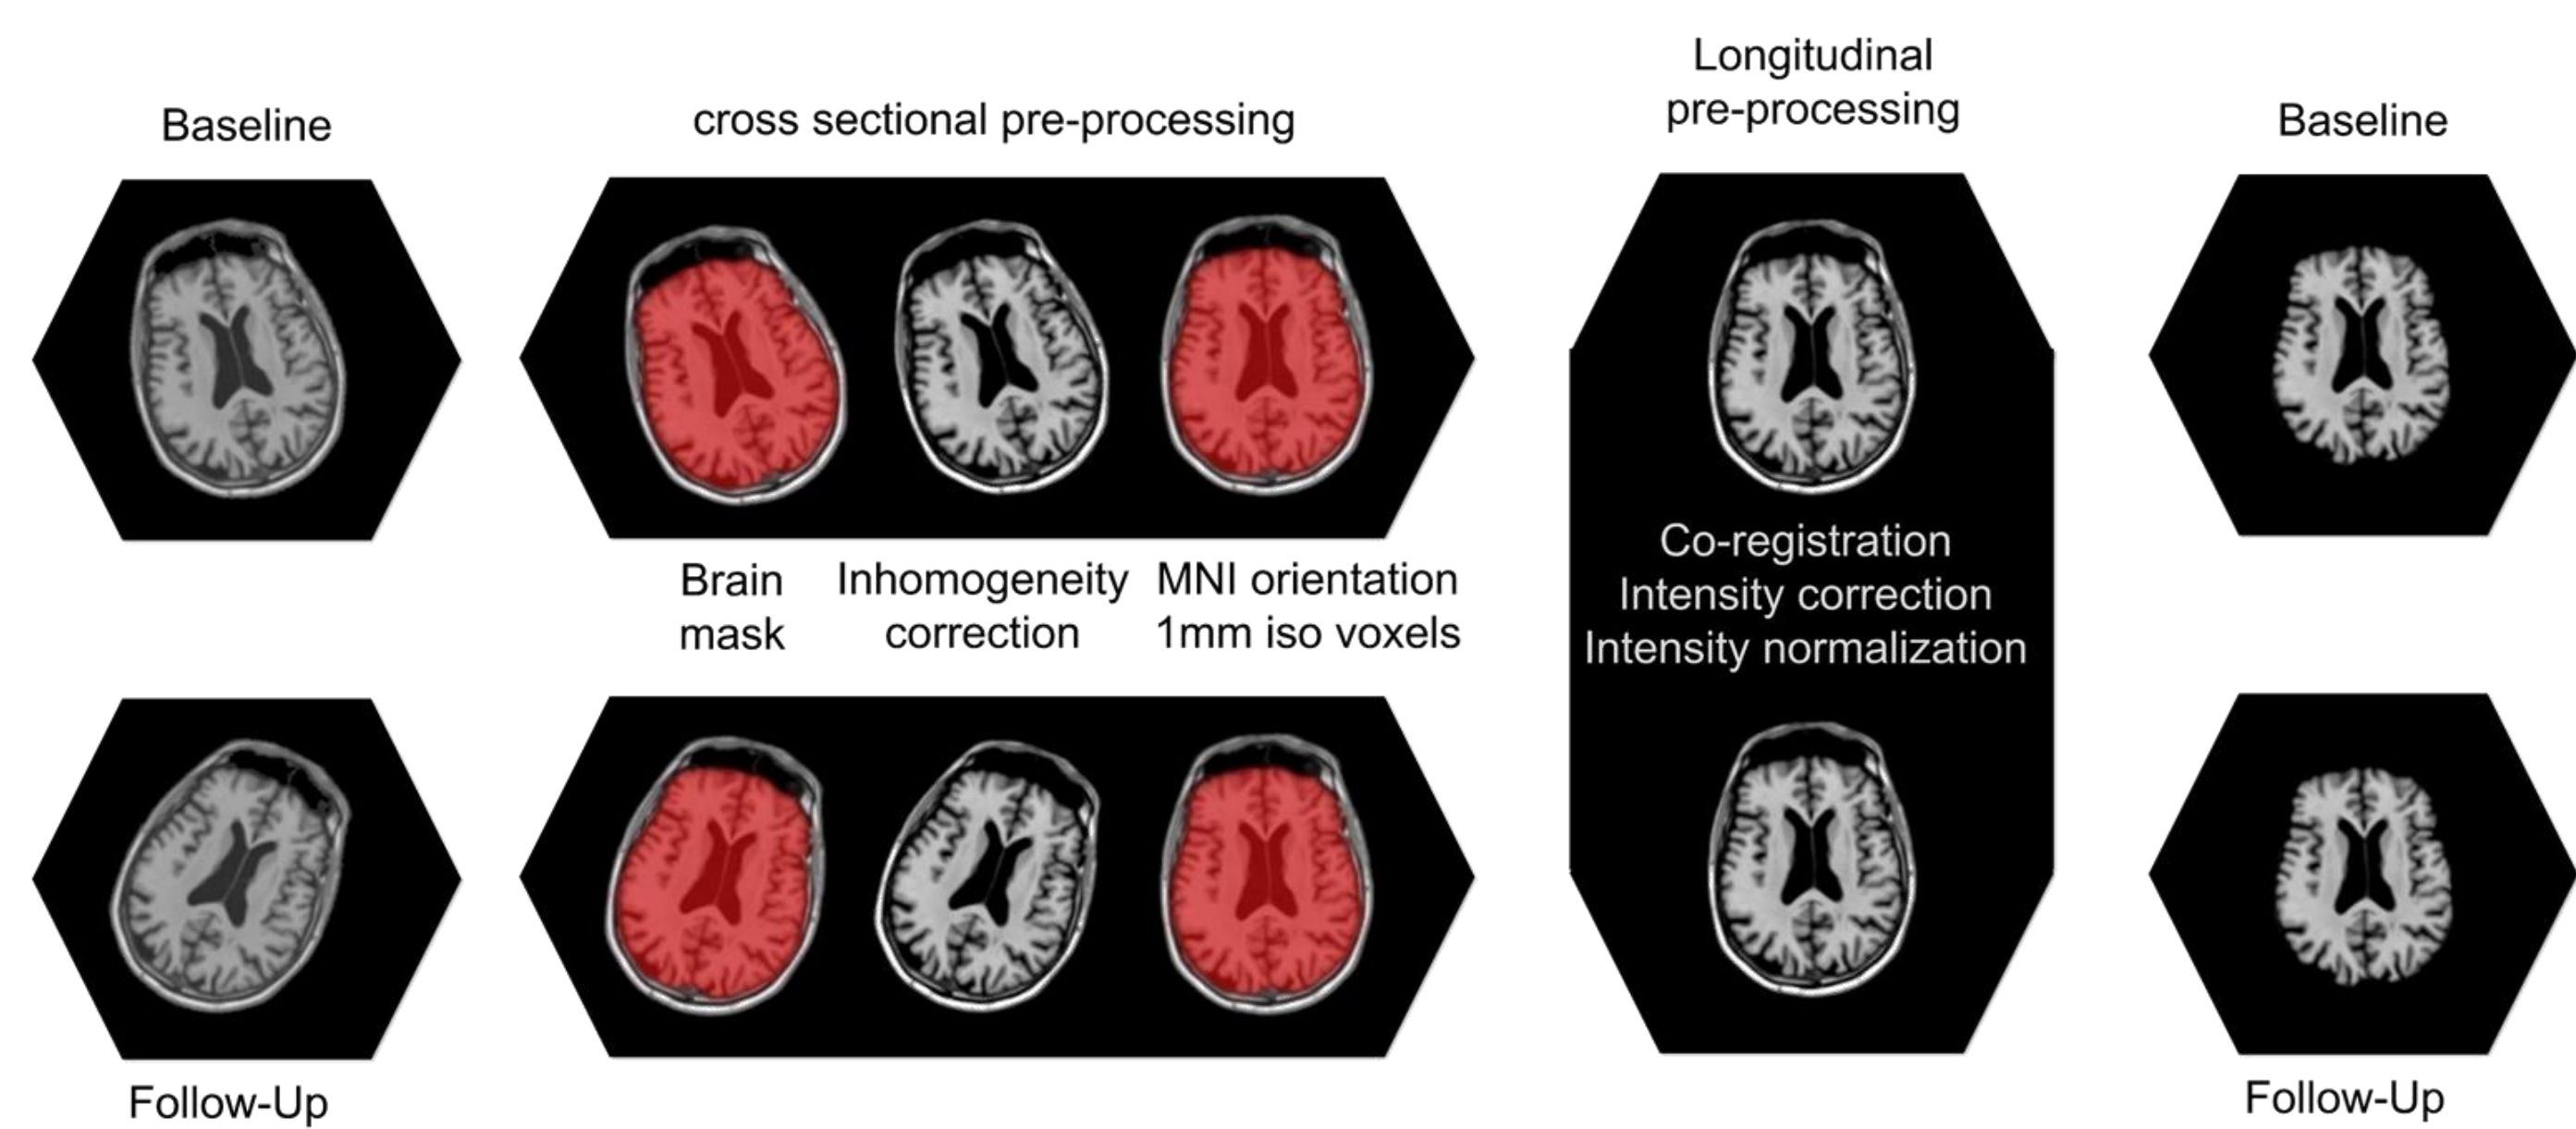 Baseline
cross sectional pre-processing
Longitudinal
pre-processing
Baseline
Brain
mask
Inhomogeneity
correction
MNI orientation
1mm iso voxels
Co-registration
Intensity correction
Intensity normalization
Follow-Up
Follow-Up